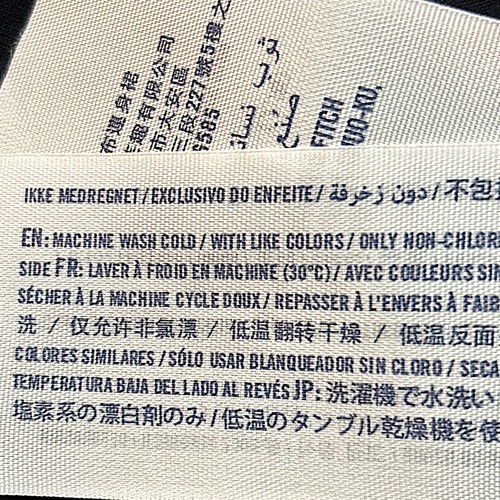 布連身裙
有限公司
市大安區
三段227號5樓之
6585
FITCH
UO-KU,
IKKE MEDREGNET / EXCLUSIVO DO ENFEITE / دون زخرفة / 不包
EN: MACHINE WASH COLD / WITH LIKE COLORS / ONLY NON-CHLOR
SIDE FR: LAVER À FROID EN MACHINE (30°C) / AVEC COULEURS SIM
SÉCHER À LA MACHINE CYCLE DOUX / REPASSER À L'ENVERS À FAIB
洗 / 仅允许非氯漂 / 低温翻转干燥 / 低温反面
COLORES SIMILARES / SÓLO USAR BLANQUEADOR SIN CLORO / SECA
TEMPERATURA BAJA DEL LADO AL REVÉS JP: 洗濯機で水洗い
塩素系の漂白剤のみ / 低温のタンブル乾燥機を使